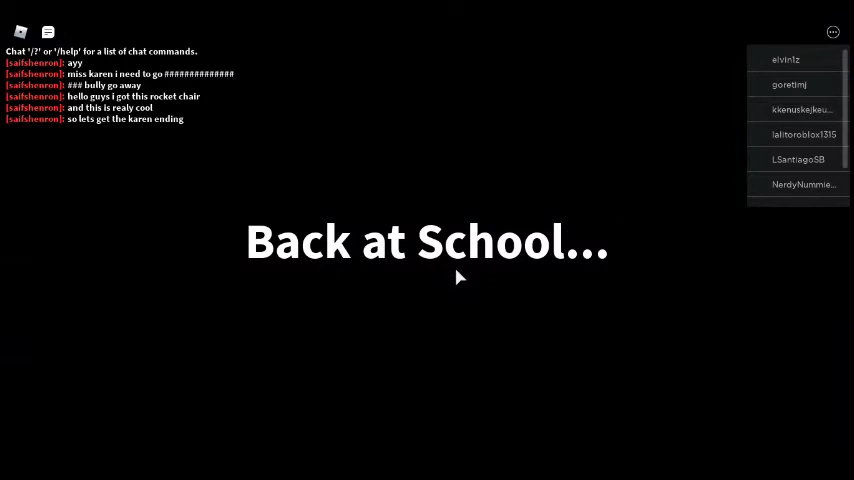 Chat '/?' or '/help' for a list of chat commands.
[saifshenron]: ayy
[saifshenron]: miss karen i need to go ##############
[saifshenron]: ### bully go away
[saifshenron]: hello guys i got this rocket chair
[saifshenron]: and this is realy cool
[saifshenron]: so lets get the karen ending
elvin1z
goretimj
kkenuskejkeu...
lalitoroblox1315
LSantiagoSB
NerdyNummie...
Back at School...